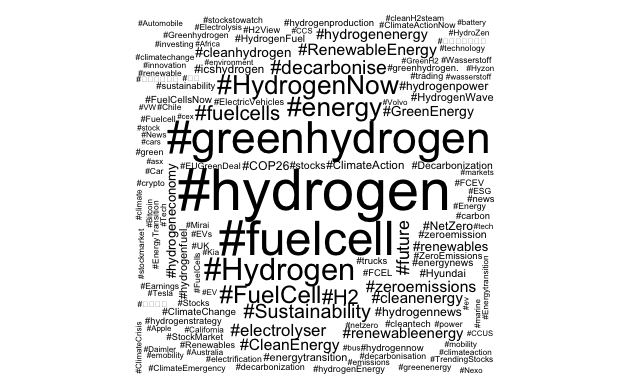 #Automobile #stockstowatch #hydrogenproduction #cleanH2steam #battery
#Electrolysis #H2View #CCS #ClimateActionNow
#Greenhydrogen #HydrogenFuel #hydrogenenergy #HydroZen
#investing #Africa #cleanhydrogen #RenewableEnergy #technology
#climatechange #environment #GreenH2 #Wasserstoff
#innovation #ishydrogen #decarbonise #greenhydrogen. #Hyzon
#renewable #trading #wasserstoff
#sustainability #HydrogenNow #hydrogenpower
#FuelCellsNow #ElectricVehicles #energy #Volvo #HydrogenWave
#VW #Chile #fuelcells #GreenEnergy
#Fuelcell #cex
#stock
#News #greenhydrogen
#cars
#green
#asx #EUGreenDeal #COP26 #stocks #ClimateAction #Decarbonization
#Car #markets
#crypto #hydrogen #FCEV
#ESG
#climate #hydrogeneconomy #news
#Bitcoin #Tech #Energy
#Energy Transition #carbon
#stockmarket #hydrogenfuel #Mirai #fuelcell #future #NetZero #tech
#EVs #zeroemission
#UK #renewables
#Kia #ZeroEmissions
#FuelCells #Hydrogen #trucks #energynews
#FCEL #Hyundai
#Earnings #EV #zeroemissions #Energytransition
#Tesla #FuelCell #H2 #cleanenergy #ev
#Stocks #marine
#ClimateChange #Sustainability #hydrogennews
#hydrogenstrategy #netzero #cleantech #power
#Apple #California #electrolyser #renewableenergy #CCUS
#ClimateCrisis #StockMarket #CleanEnergy #bus #hydrogennow #mobility
#Daimler #Australia #energytransition #decarbonisation #climateaction
#emobility #electrification #emissions #TrendingStocks
#ClimateEmergency #decarbonization #hydrogenEnergy #greenenergy #Nexo